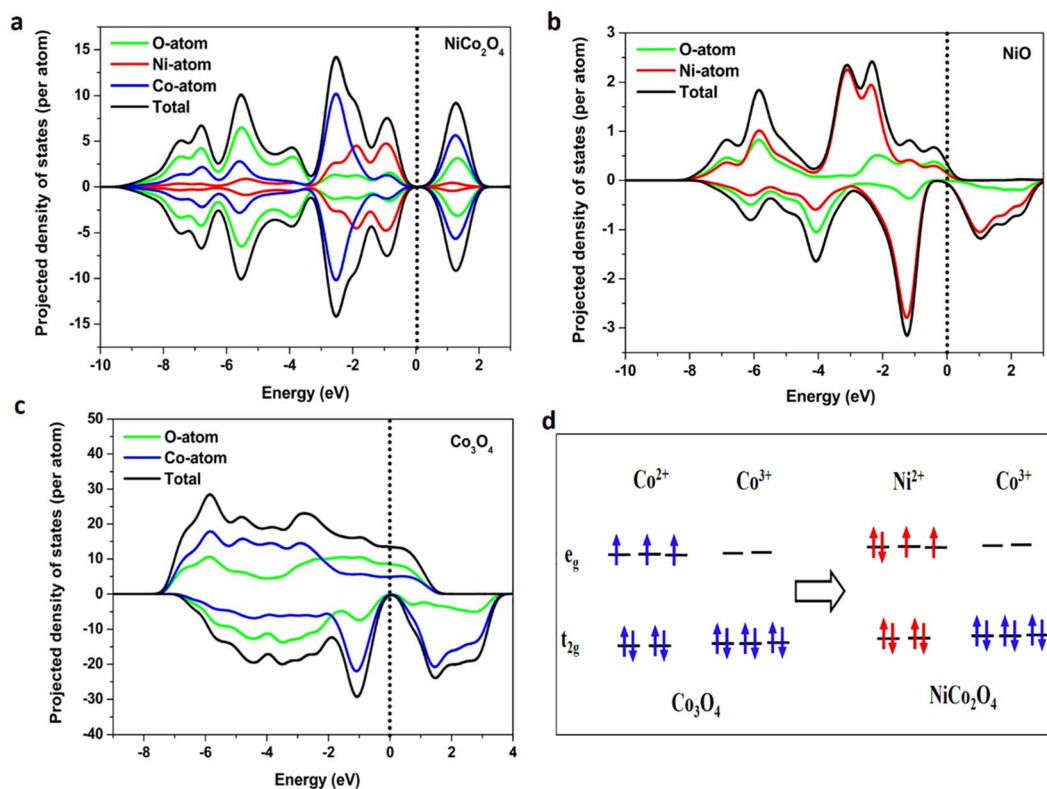 a
NiCo₂O₄
O-atom
Ni-atom
Co-atom
Total
Projected density of states (per atom)
15
10
5
0
5
10
15
-10 -8 -6 -4 -2 0 2
Energy (eV)
b
NiO
O-atom
Ni-atom
Total
Projected density of states (per atom)
3
2
1
0
-1
-2
-3
-10 -8 -6 -4 -2 0 2
Energy (eV)
c
Co₃O₄
O-atom
Co-atom
Total
Projected density of states (per atom)
50
40
30
20
10
0
-10
-20
-30
-40
-8 -6 -4 -2 0 2 4
Energy (eV)
d
Co²⁺ Co³⁺ Ni²⁺ Co³⁺
e_g
t_2g
Co₃O₄ NiCo₂O₄